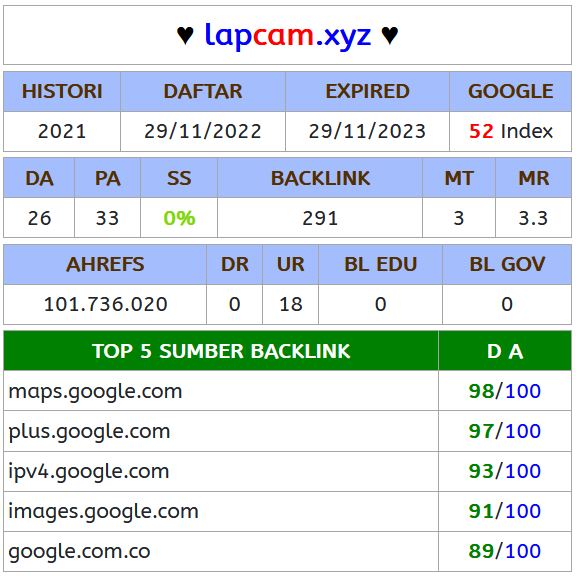 ♥ lapcam.xyz ♥
HISTORI DAFTAR EXPIRED GOOGLE
2021 29/11/2022 29/11/2023 52 Index
DA PA SS BACKLINK MT MR
26 33 0% 291 3 3.3
AHREFS DR UR BL EDU BL GOV
101.736.020 0 18 0 0
TOP 5 SUMBER BACKLINK D A
maps.google.com 98/100
plus.google.com 97/100
ipv4.google.com 93/100
images.google.com 91/100
google.com.co 89/100